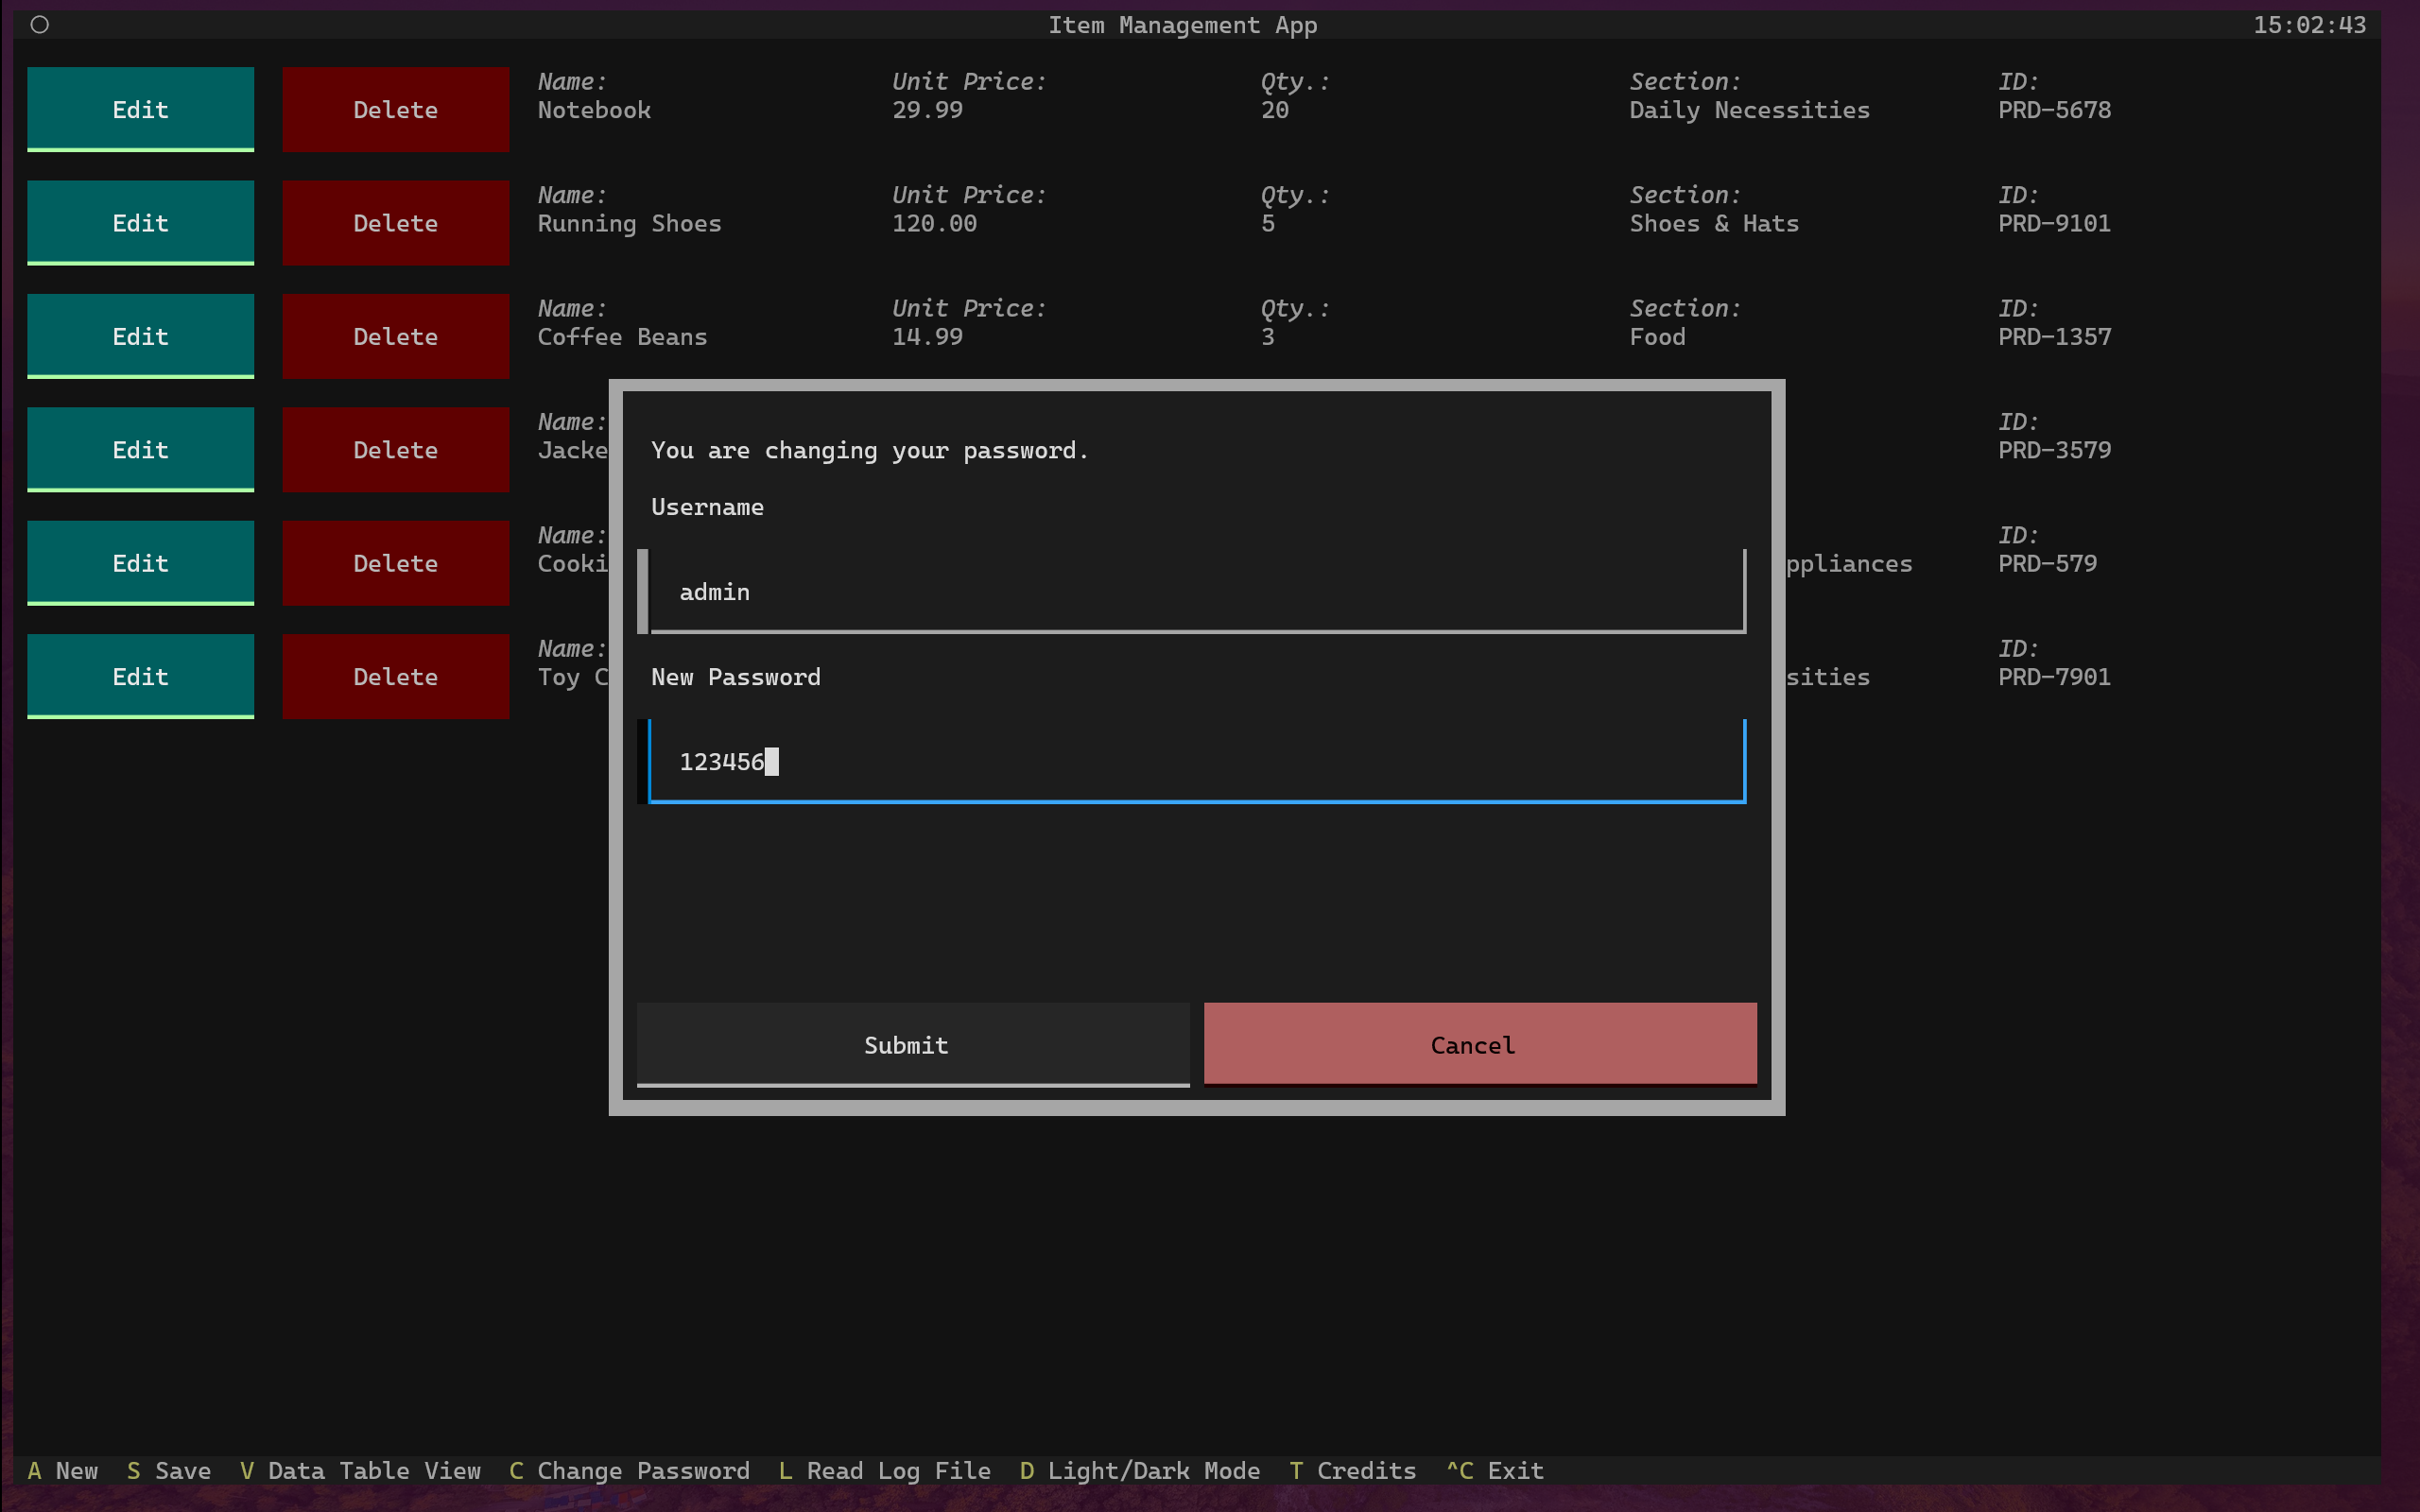 Item Management App 15:02:43
Name: Unit Price: Qty.: Section: ID:
Edit Delete Notebook 29.99 20 Daily Necessities PRD-5678
Name: Unit Price: Qty.: Section: ID:
Edit Delete Running Shoes 120.00 5 Shoes & Hats PRD-9101
Name: Unit Price: Qty.: Section: ID:
Edit Delete Coffee Beans 14.99 3 Food PRD-1357
Name: ID:
Edit Delete Jacke PRD-3579
Name: ID:
Edit Delete Cooki ppliances PRD-579
Name: ID:
Edit Delete Toy C sities PRD-7901
You are changing your password.
Username
admin
New Password
123456
Submit Cancel
A New S Save V Data Table View C Change Password L Read Log File D Light/Dark Mode T Credits ^C Exit